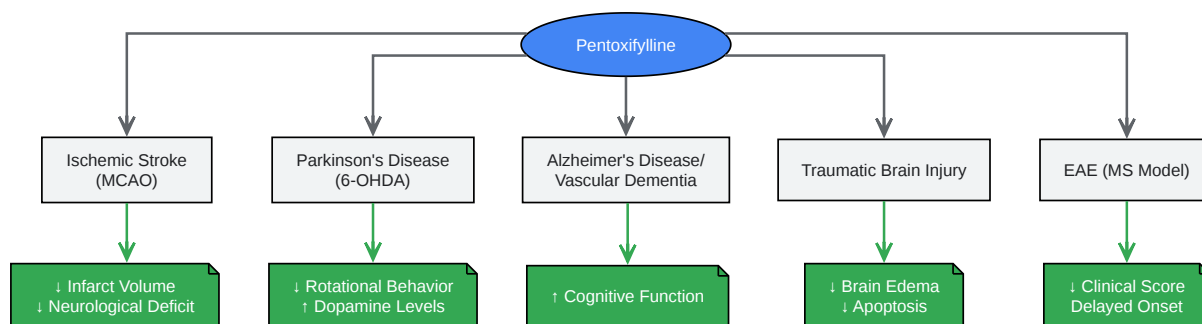 Pentoxifylline
Ischemic Stroke
(MCAO)
Parkinson's Disease
(6-OHDA)
Alzheimer's Disease/
Vascular Dementia
Traumatic Brain Injury
EAE (MS Model)
↓ Infarct Volume
↓ Neurological Deficit
↓ Rotational Behavior
↑ Dopamine Levels
↑ Cognitive Function
↓ Brain Edema
↓ Apoptosis
↓ Clinical Score
Delayed Onset